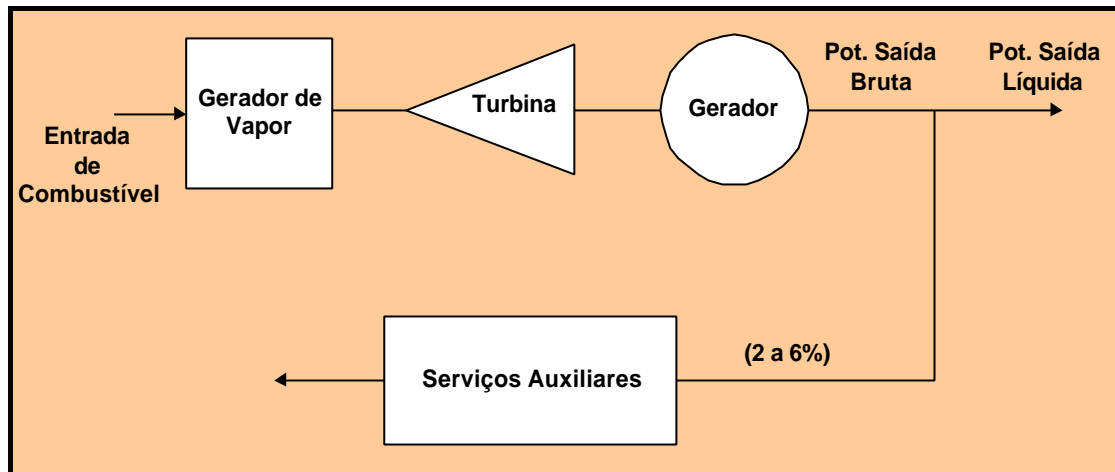 Entrada
de
Combustível
Gerador de
Vapor
Turbina
Gerador
Pot. Saída
Bruta
Pot. Saída
Líquida
Serviços Auxiliares
(2 a 6%)